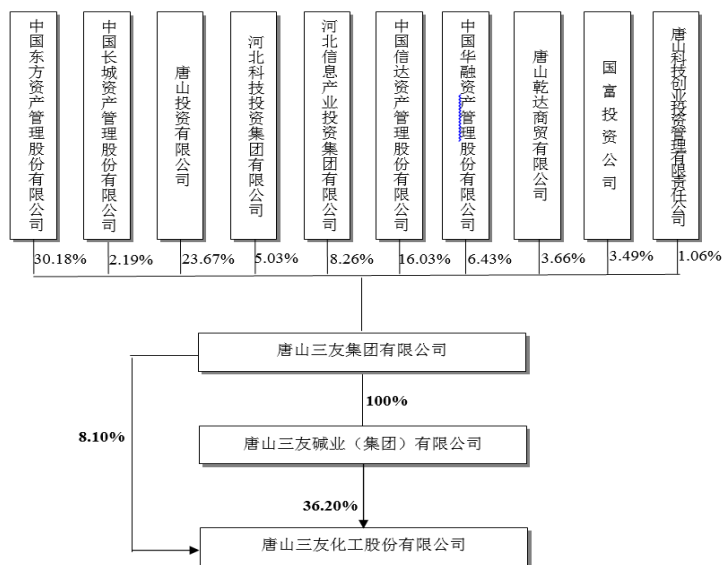 中国东方资产管理股份有限公司
中国长城资产管理股份有限公司
唐山投资有限公司
河北科技投资集团有限公司
河北信息产业投资集团有限公司
中国信达资产管理股份有限公司
中国华融资产管理股份有限公司
唐山乾达商贸有限公司
国富投资公司
唐山科技创业投资管理有限责任公司
30.18%
2.19%
23.67%
5.03%
8.26%
16.03%
6.43%
3.66%
3.49%
1.06%
唐山三友集团有限公司
100%
8.10%
唐山三友碱业（集团）有限公司
36.20%
唐山三友化工股份有限公司